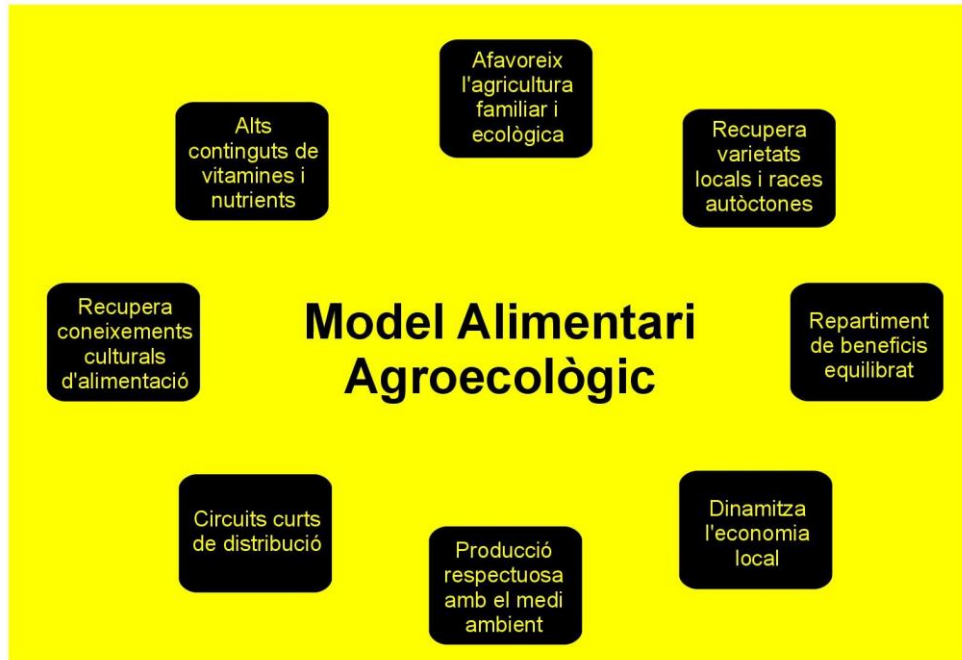 Afavoreix
l'agricultura
familiar i
ecològica
Alts
continguts de
vitamines i
nutrients
Recupera
varietats
locals i races
autòctones
Recupera
coneixements
culturals
d'alimentació
Model Alimentari
Agroecològic
Repartiment
de beneficis
equilibrat
Circuits curts
de distribució
Producció
respectuosa
amb el medi
ambient
Dinamitza
l'economia
local